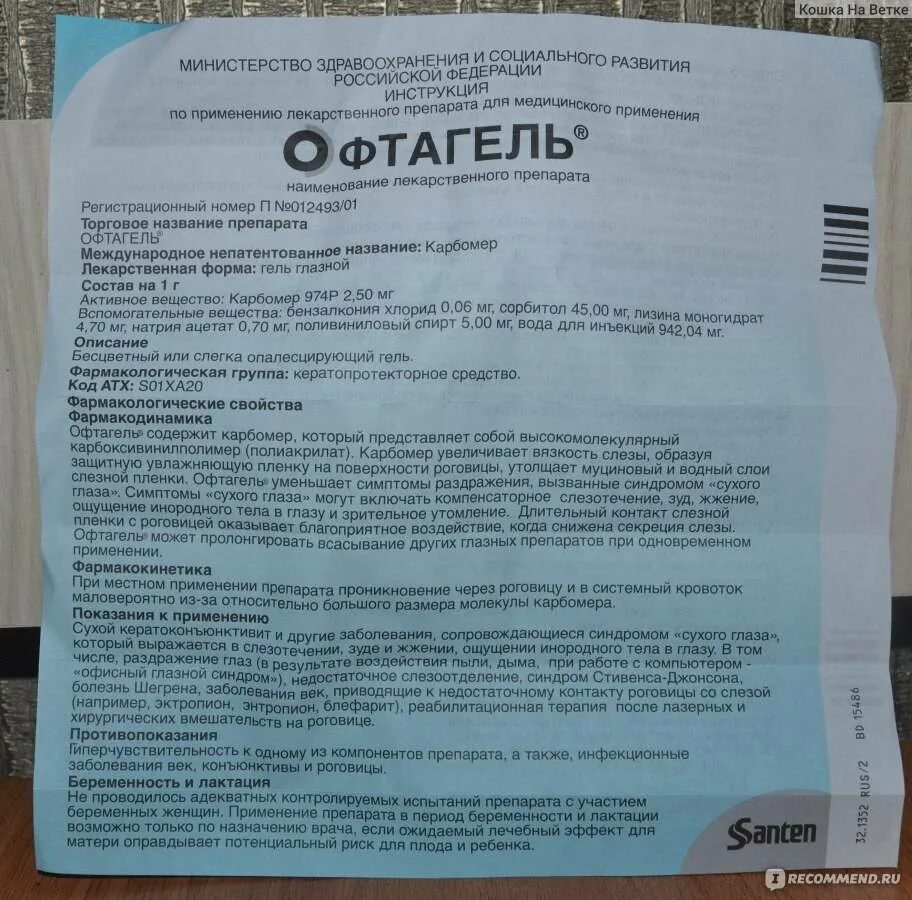 Кошка На Ветке
МИНИСТЕРСТВО ЗДРАВООХРАНЕНИЯ И СОЦИАЛЬНОГО РАЗВИТИЯ
РОССИЙСКОЙ ФЕДЕРАЦИИ
ИНСТРУКЦИЯ
по применению лекарственного препарата для медицинского применения
ОФТАГЕЛЬ®
наименование лекарственного препарата
Регистрационный номер П №012493/01
Торговое название препарата
ОФТАГЕЛЬ®
Международное непатентованное название: Карбомер
Лекарственная форма: гель глазной
Состав на 1 г
Активное вещество: Карбомер 974Р 2,50 мг
Вспомогательные вещества: бензалкония хлорид 0,06 мг, сорбитол 45,00 мг, лизина моногидрат
4,70 мг, натрия ацетат 0,70 мг, поливиниловый спирт 5,00 мг, вода для инъекций 942,04 мг.
Описание
Бесцветный или слегка опалесцирующий гель.
Фармакологическая группа: кератопротекторное средство.
Код АТХ: S01XA20
Фармакологические свойства
Фармакодинамика
Офтагель® содержит карбомер, который представляет собой высокомолекулярный
карбоксивинилполимер (полиакрилат). Карбомер увеличивает вязкость слезы, образуя
защитную увлажняющую пленку на поверхности роговицы, утолщает муциновый и водный слои
слезной пленки. Офтагель® уменьшает симптомы раздражения, вызванные синдромом «сухого
глаза». Симптомы «сухого глаза» могут включать компенсаторное слезотечение, зуд, жжение,
ощущение инородного тела в глазу и зрительное утомление. Длительный контакт слезной
пленки с роговицей оказывает благоприятное воздействие, когда снижена секреция слезы.
Офтагель® может пролонгировать всасывание других глазных препаратов при одновременном
применении.
Фармакокинетика
При местном применении препарата проникновение через роговицу и в системный кровоток
маловероятно из-за относительно большого размера молекулы карбомера.
Показания к применению
Сухой кератоконъюнктивит и другие заболевания, сопровождающиеся синдромом «сухого глаза»,
который выражается в слезотечении, зуде и жжении, ощущении инородного тела в глазу. В том
числе, раздражение глаз (в результате воздействия пыли, дыма, при работе с компьютером -
«офисный глазной синдром»), недостаточное слезоотделение, синдром Стивенса-Джонсона,
болезнь Шегрена, заболевания век, приводящие к недостаточному контакту роговицы со слезой
(например, эктропион, энтропион, блефарит), реабилитационная терапия после лазерных и
хирургических вмешательств на роговице.
Противопоказания
Гиперчувствительность к одному из компонентов препарата, а также, инфекционные
заболевания век, конъюнктивы и роговицы.
Беременность и лактация
Не проводилось адекватных контролируемых испытаний препарата с участием
беременных женщин. Применение препарата в период беременности и лактации
возможно только по назначению врача, если ожидаемый лечебный эффект для
матери оправдывает потенциальный риск для плода и ребенка.
Santen
32.1352 RUS/2 BD 15486
IRECOMMEND.RU